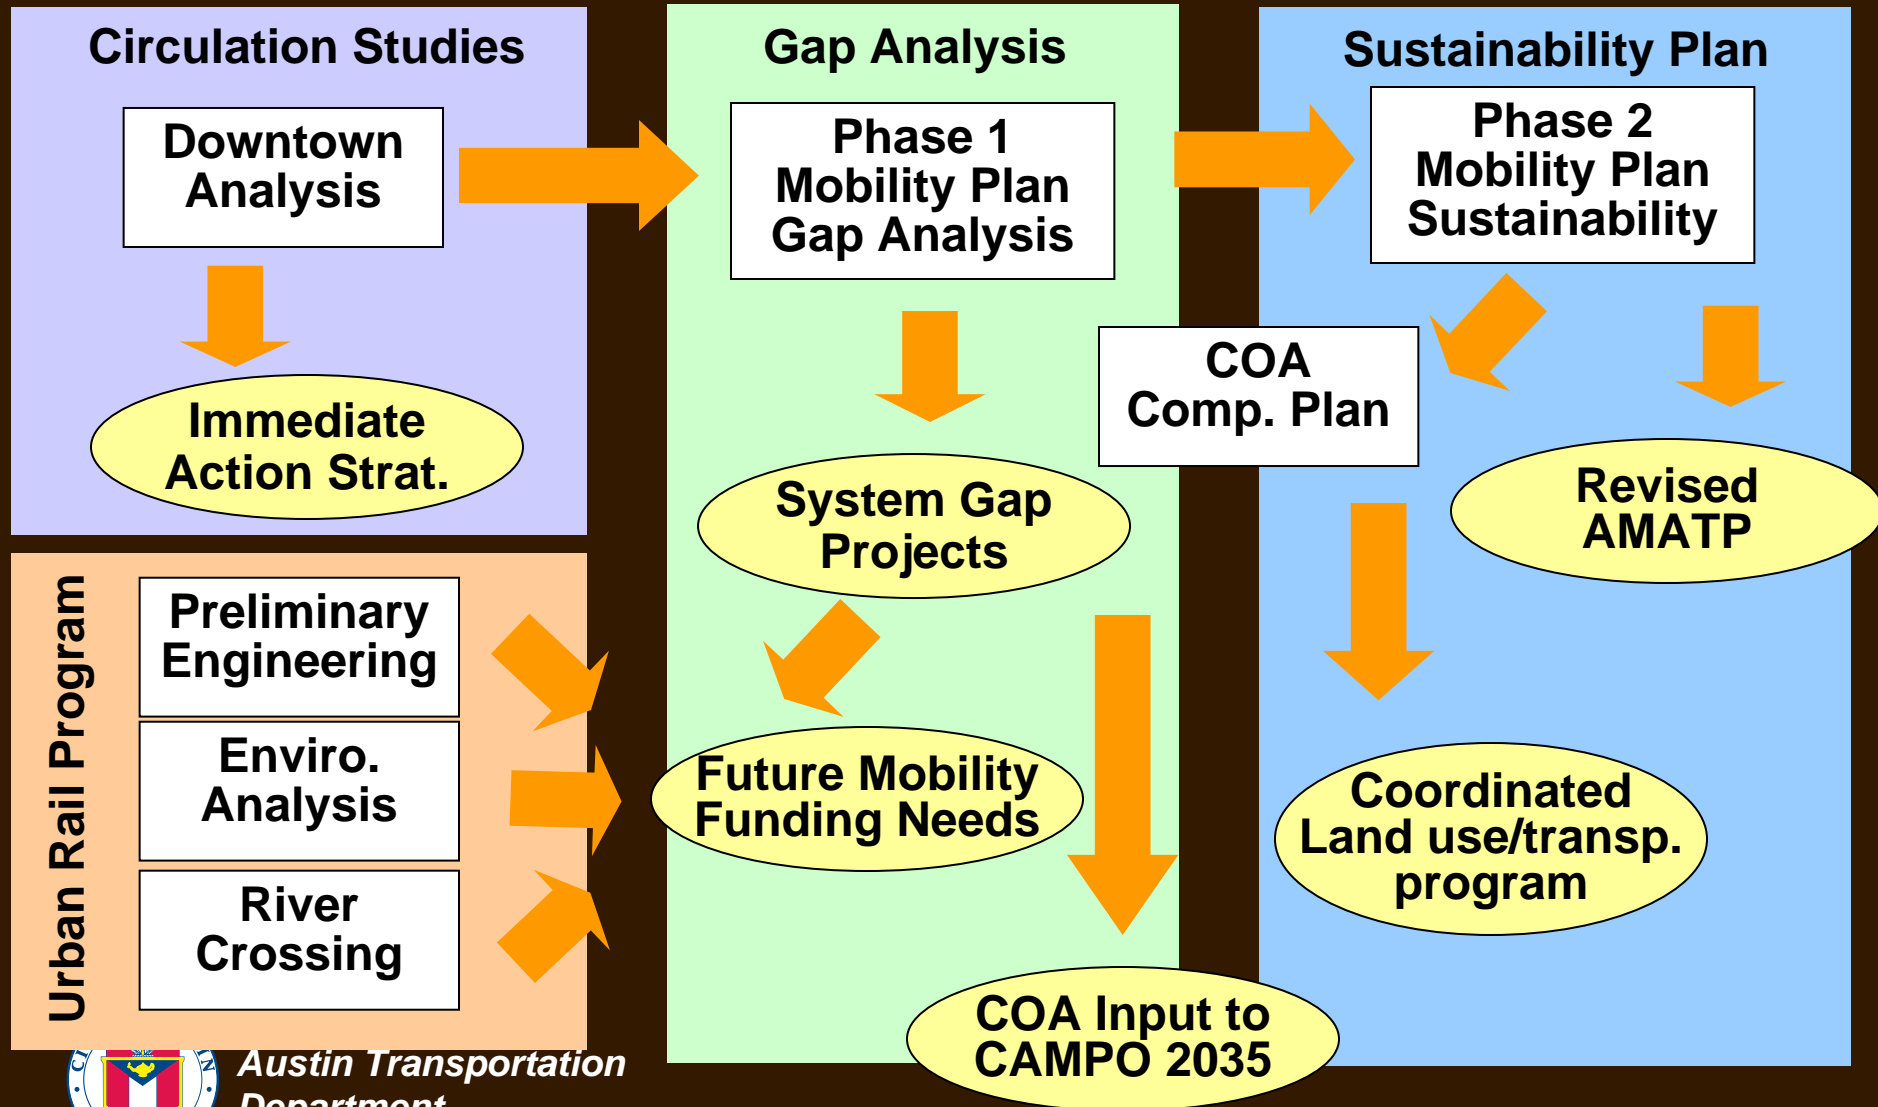 Circulation Studies
Downtown
Analysis
Immediate
Action Strat.
Urban Rail Program
Preliminary
Engineering
Enviro.
Analysis
River
Crossing
Gap Analysis
Phase 1
Mobility Plan
Gap Analysis
System Gap
Projects
Future Mobility
Funding Needs
COA Input to
CAMPO 2035
Sustainability Plan
Phase 2
Mobility Plan
Sustainability
COA
Comp. Plan
Revised
AMATP
Coordinated
Land use/transp.
program
Austin Transportation
Department